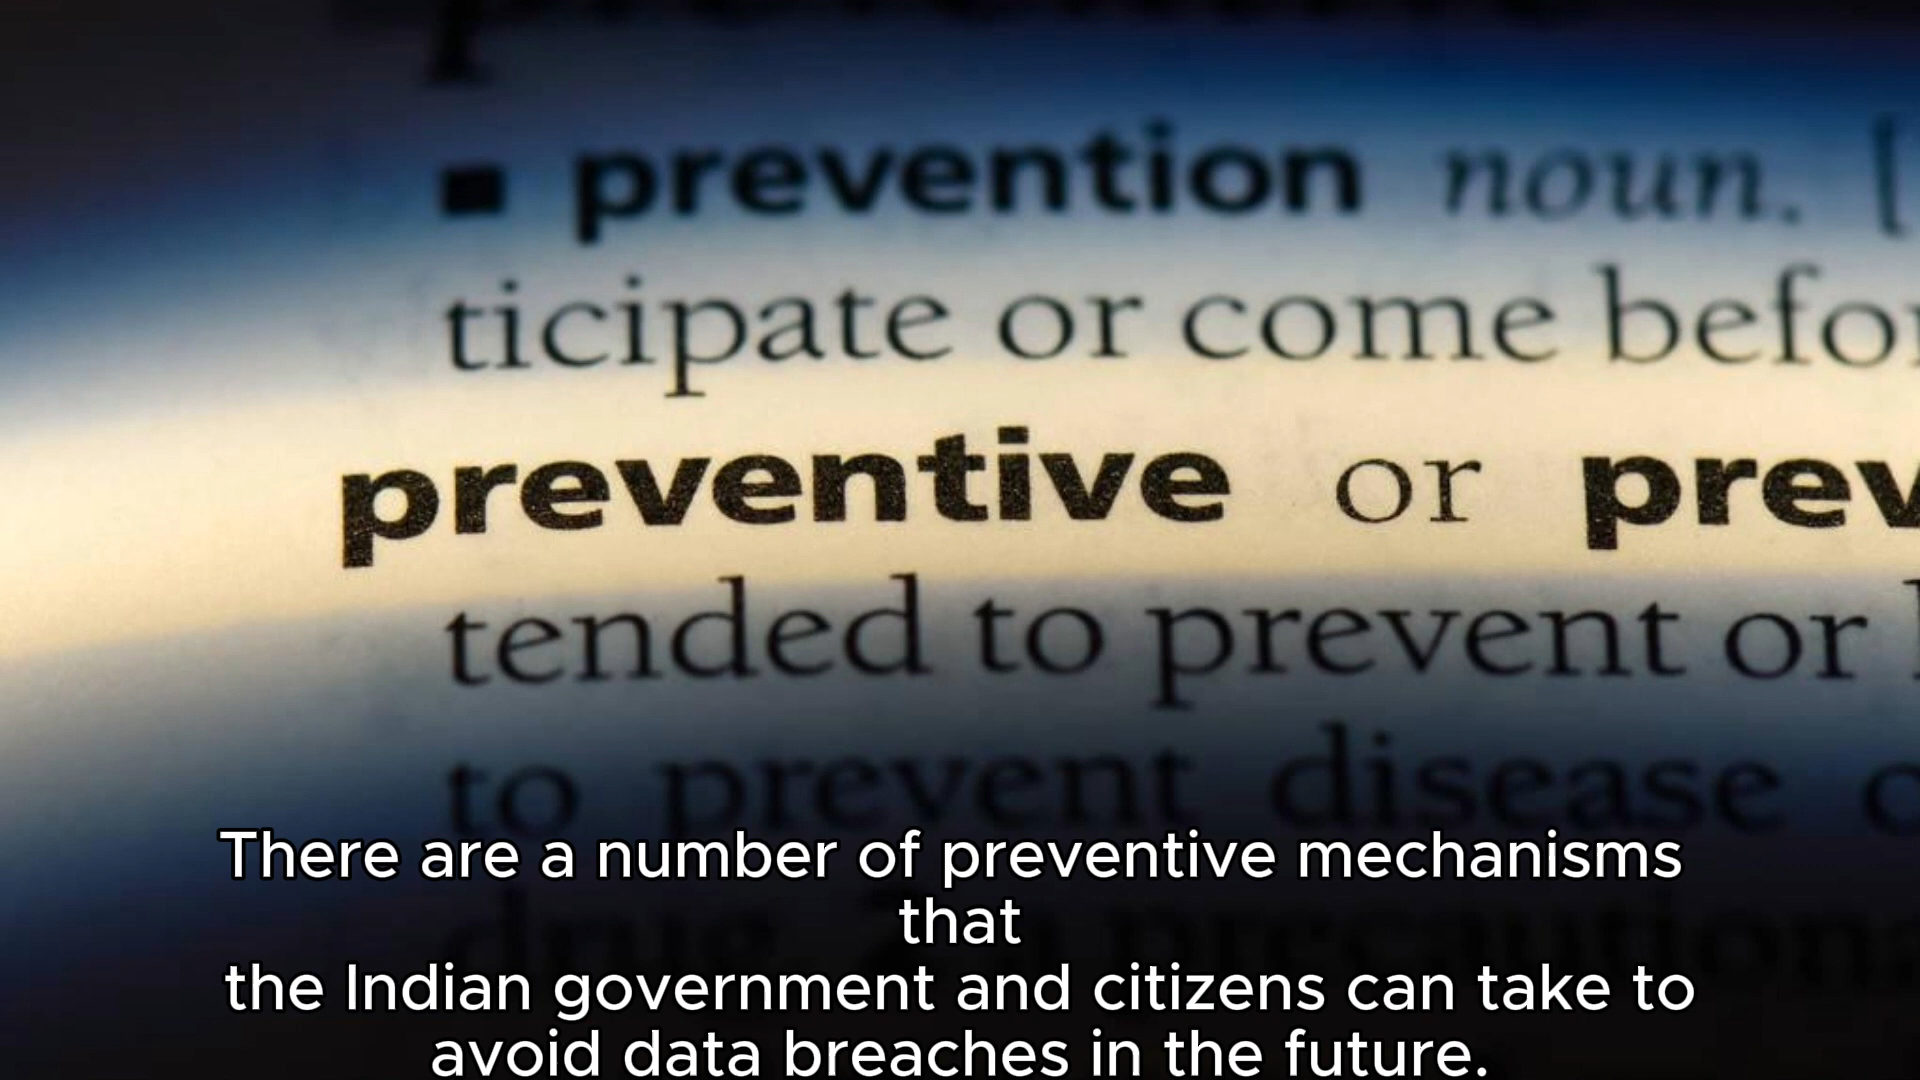 ▪ prevention noun. [
ticipate or come befo
preventive or prev
tended to prevent or
to prevent disease
There are a number of preventive mechanisms
that
the Indian government and citizens can take to
avoid data breaches in the future.